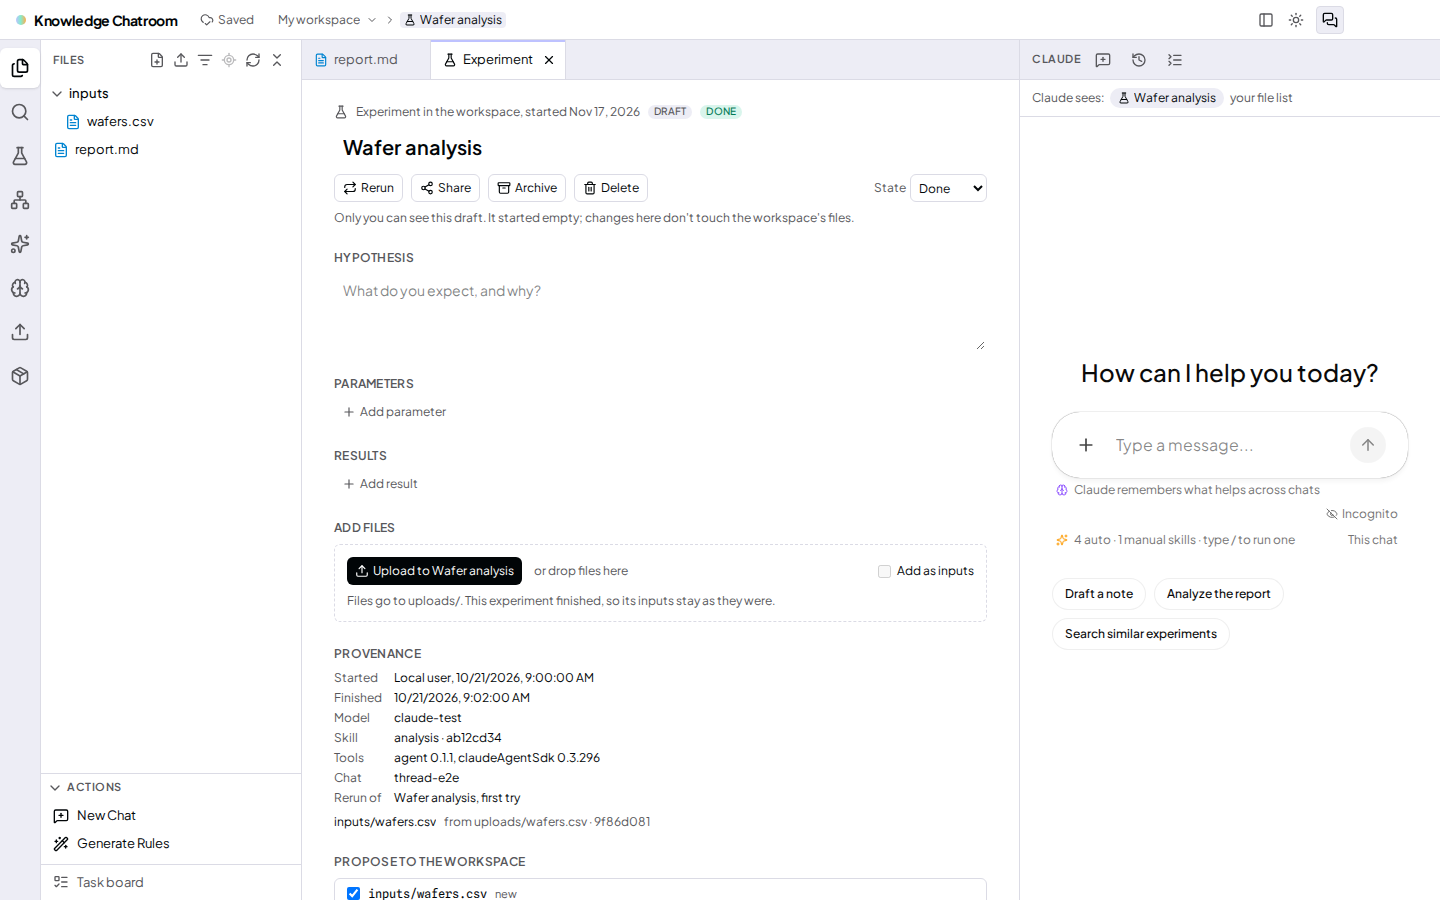 Knowledge Chatroom
Saved
My workspace
Wafer analysis
FILES
inputs
wafers.csv
report.md
ACTIONS
New Chat
Generate Rules
Task board
report.md
Experiment
Experiment in the workspace, started Nov 17, 2026
DRAFT
DONE
Wafer analysis
Rerun
Share
Archive
Delete
State
Done
Only you can see this draft. It started empty; changes here don't touch the workspace's files.
HYPOTHESIS
What do you expect, and why?
PARAMETERS
Add parameter
RESULTS
Add result
ADD FILES
Upload to Wafer analysis
or drop files here
Add as inputs
Files go to uploads/. This experiment finished, so its inputs stay as they were.
PROVENANCE
Started Local user, 10/21/2026, 9:00:00 AM
Finished 10/21/2026, 9:02:00 AM
Model claude-test
Skill analysis · ab12cd34
Tools agent 0.1.1, claudeAgentSdk 0.3.296
Chat thread-e2e
Rerun of Wafer analysis, first try
inputs/wafers.csv from uploads/wafers.csv · 9f86d081
PROPOSE TO THE WORKSPACE
inputs/wafers.csv new
CLAUDE
Claude sees: Wafer analysis your file list
How can I help you today?
Type a message...
Claude remembers what helps across chats
Incognito
4 auto · 1 manual skills · type / to run one
This chat
Draft a note
Analyze the report
Search similar experiments